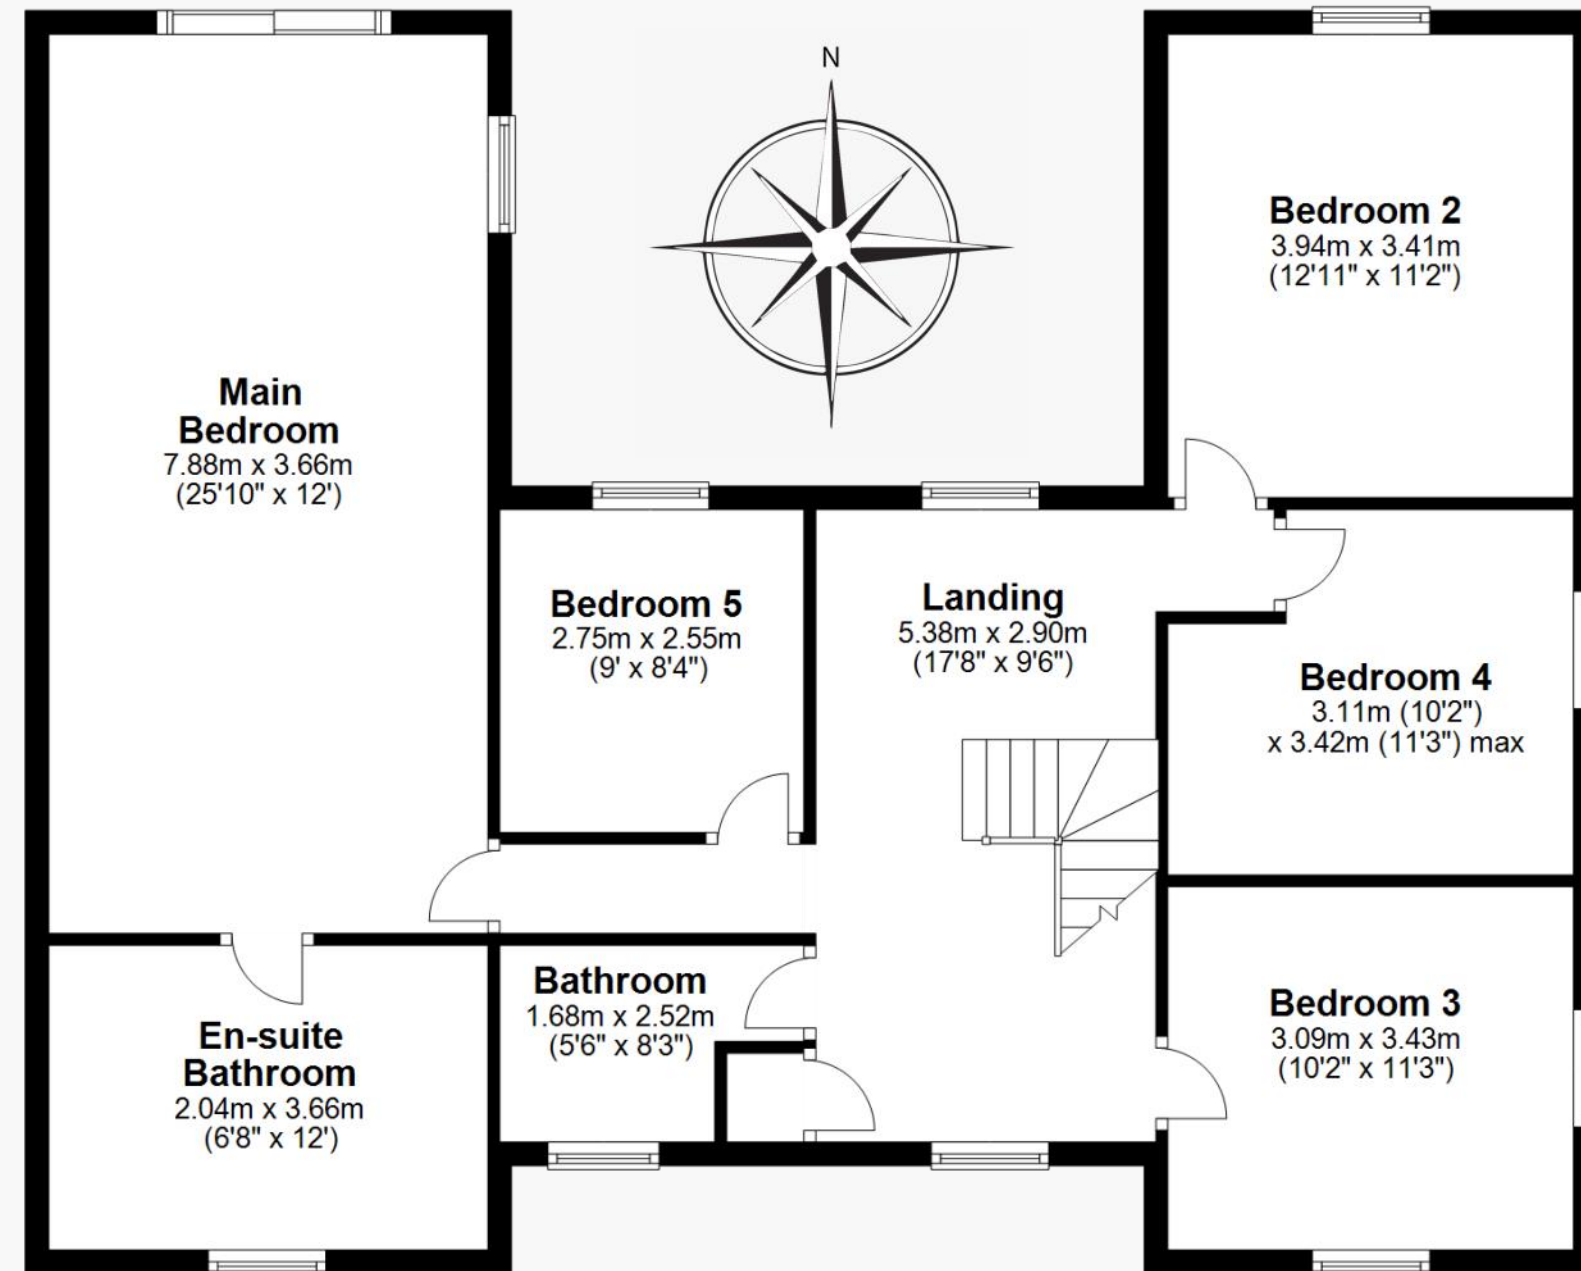 N
Bedroom 2
3.94m x 3.41m
(12'11" x 11'2")
Main
Bedroom
7.88m x 3.66m
(25'10" x 12')
Bedroom 5
2.75m x 2.55m
(9' x 8'4")
Landing
5.38m x 2.90m
(17'8" x 9'6")
Bedroom 4
3.11m (10'2")
x 3.42m (11'3") max
Bathroom
1.68m x 2.52m
(5'6" x 8'3")
En-suite
Bathroom
2.04m x 3.66m
(6'8" x 12')
Bedroom 3
3.09m x 3.43m
(10'2" x 11'3")